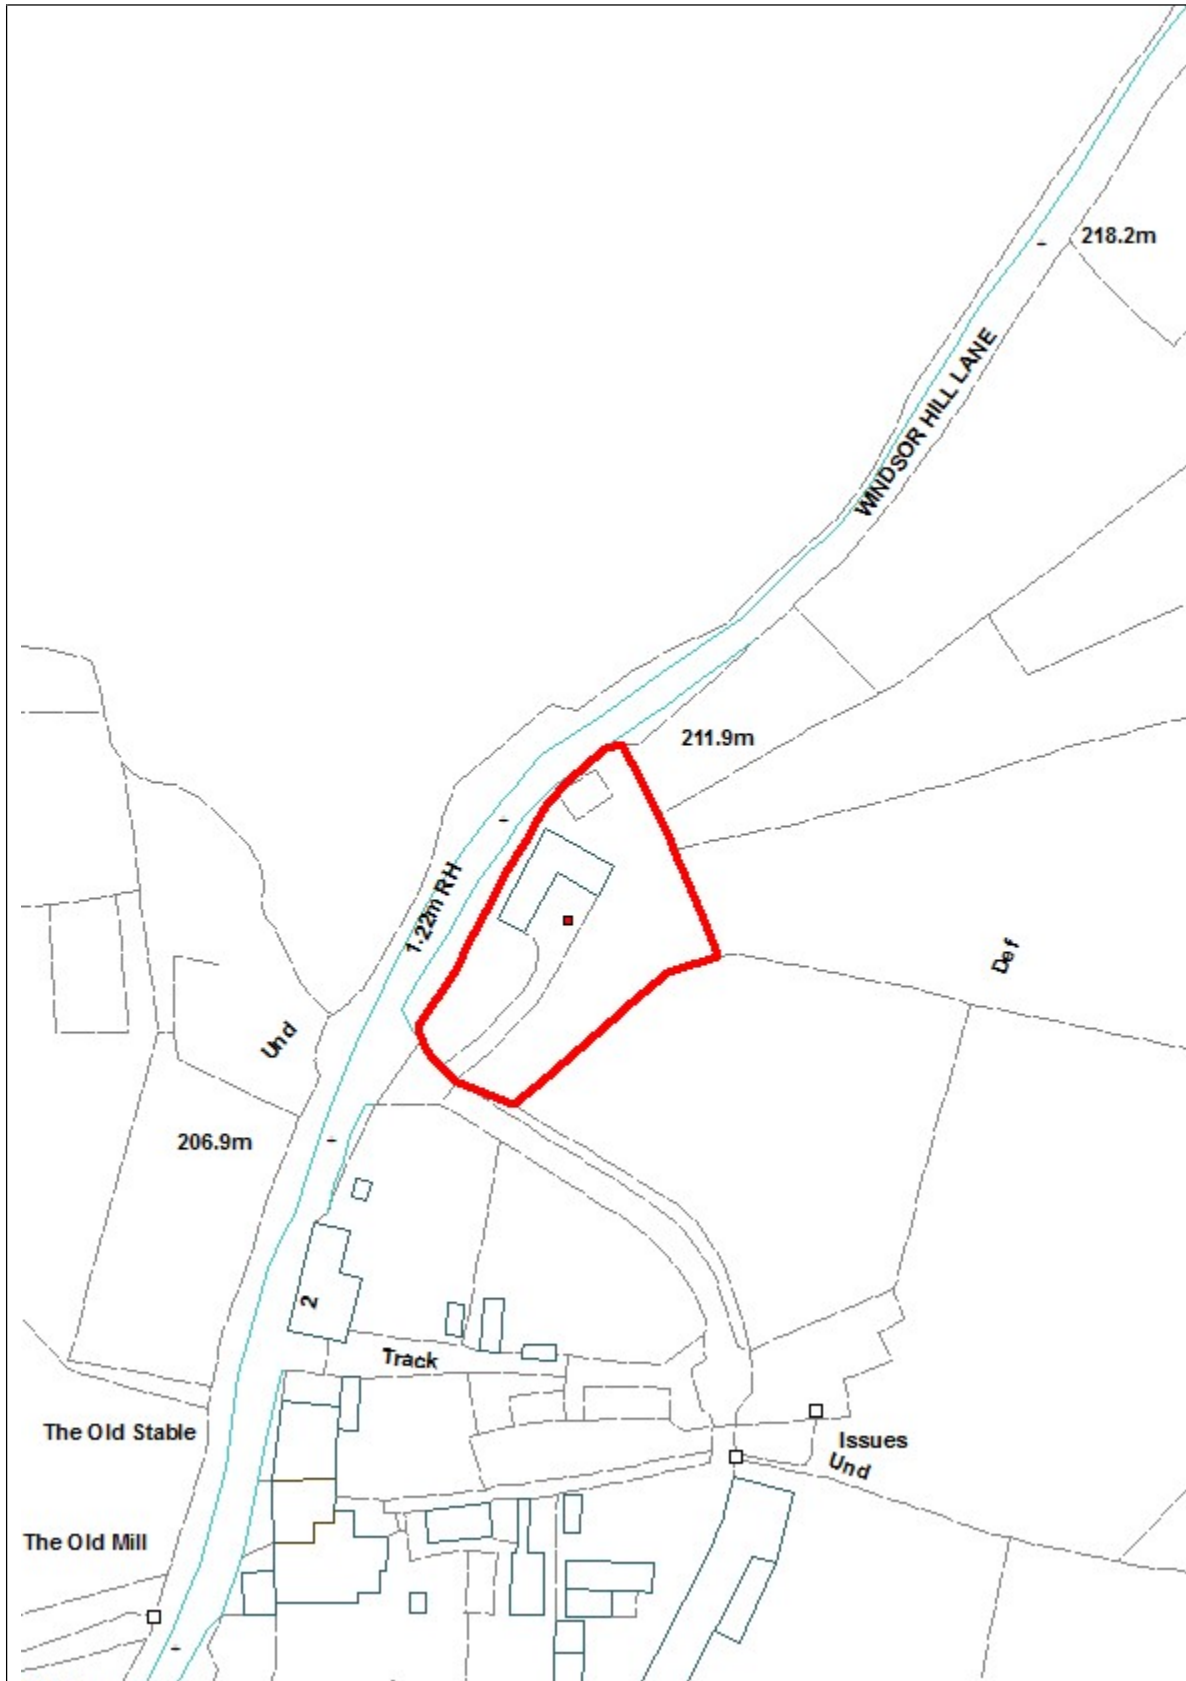 218.2m
WINDSOR HILL LANE
211.9m
1.22m RH
Def
Und
206.9m
2
Track
The Old Stable
Issues
Und
The Old Mill